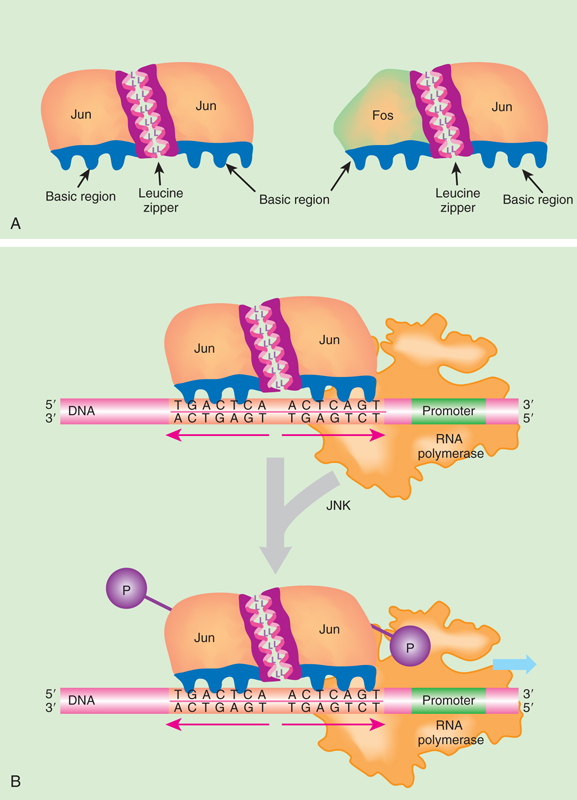 Jun
Jun
Fos
Jun
Basic region
Leucine
zipper
Basic region
Leucine
zipper
Basic region
A
Jun
Jun
5′ DNA TGACTCA ACTCAGT Promoter 3′
3′ ACTGAGT TGAGTCT 5′
RNA
polymerase
JNK
P
Jun
Jun
P
5′ DNA TGACTCA ACTCAGT Promoter 3′
3′ ACTGAGT TGAGTCT 5′
RNA
polymerase
B